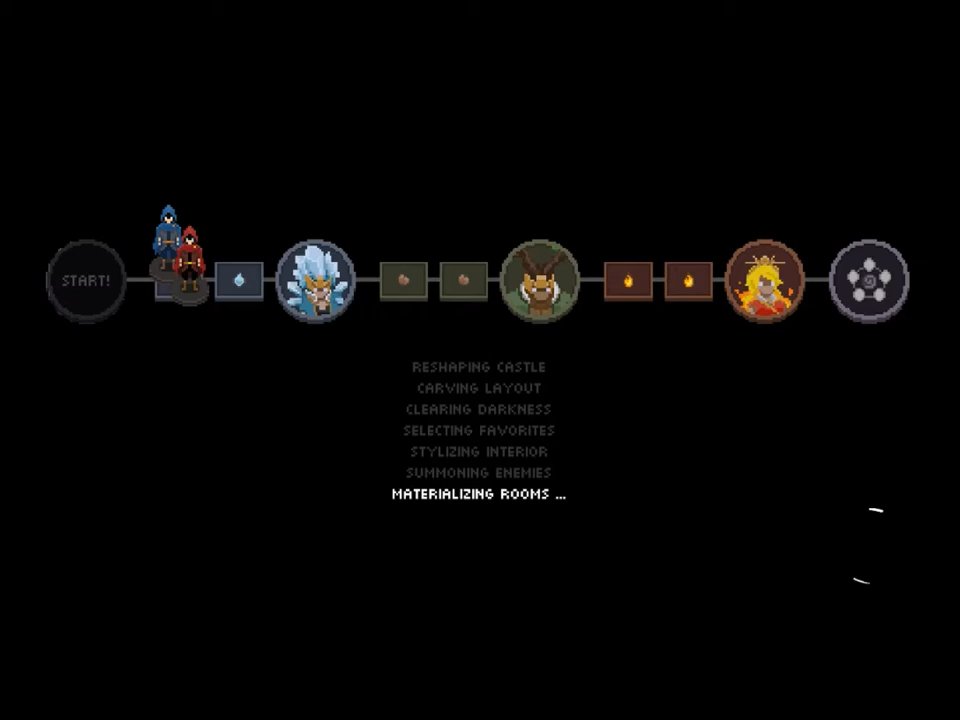 START!
RESHAPING CASTLE
CARVING LAYOUT
CLEARING DARKNESS
SELECTING FAVORITES
STYLIZING INTERIOR
SUMMONING ENEMIES
MATERIALIZING ROOMS ...